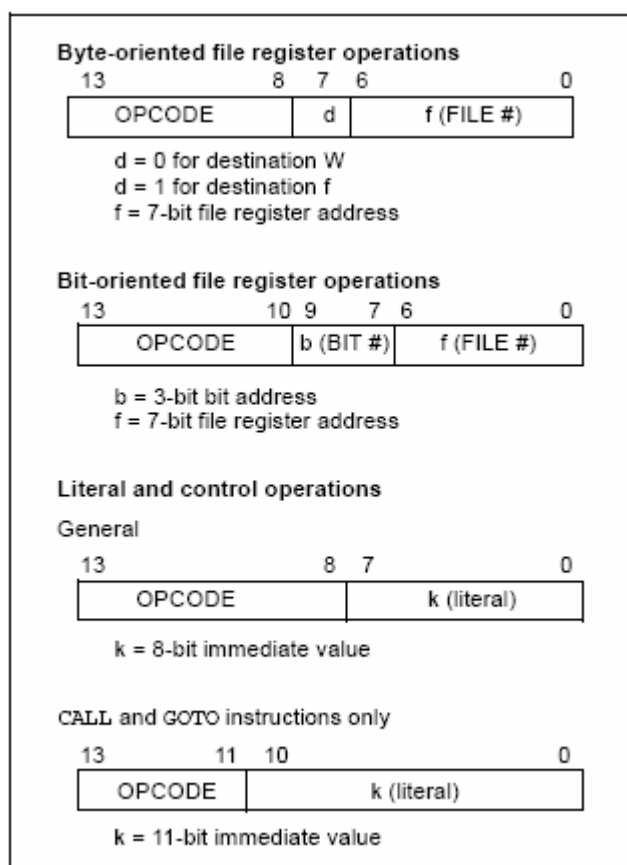 Byte-oriented file register operations
13 8 7 6 0
OPCODE d f (FILE #)
d = 0 for destination W
d = 1 for destination f
f = 7-bit file register address
Bit-oriented file register operations
13 10 9 7 6 0
OPCODE b (BIT #) f (FILE #)
b = 3-bit bit address
f = 7-bit file register address
Literal and control operations
General
13 8 7 0
OPCODE k (literal)
k = 8-bit immediate value
CALL and GOTO instructions only
13 11 10 0
OPCODE k (literal)
k = 11-bit immediate value